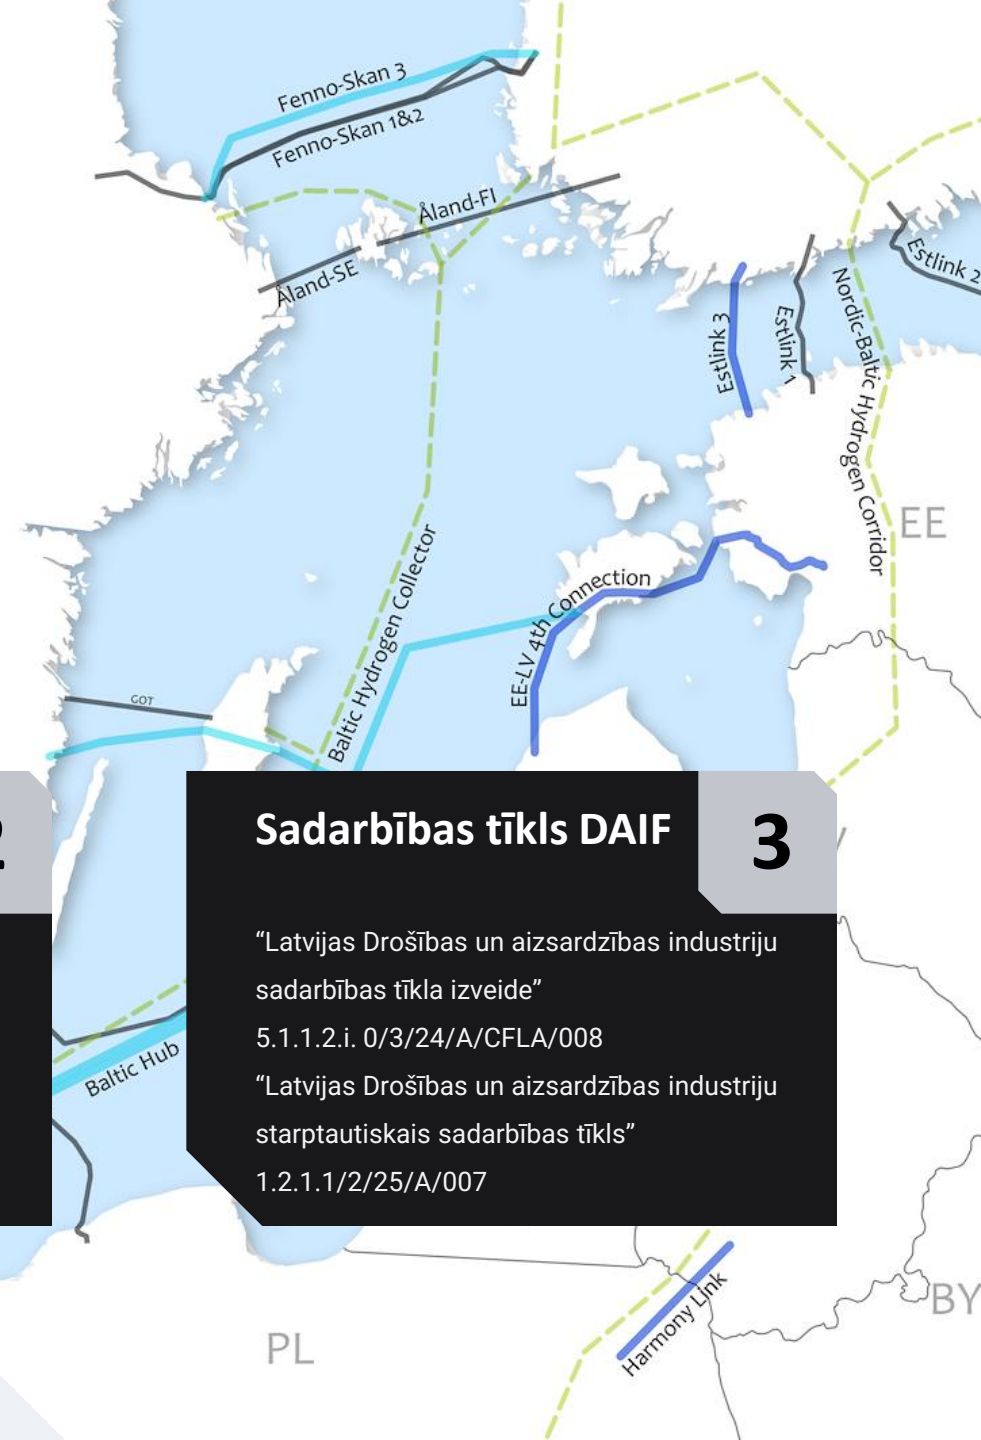 Fenno-Skan 3
Fenno-Skan 1&2
Åland-FI
Åland-SE
Estlink 2
Estlink 3
Estlink 1
Nordic-Baltic Hydrogen Corridor
EE
Baltic Hydrogen Collector
EE-LV 4th Connection
GOT
Sadarbības tīkls DAIF
3
“Latvijas Drošības un aizsardzības industriju
sadarbības tīkla izveide”
5.1.1.2.i. 0/3/24/A/CFLA/008
“Latvijas Drošības un aizsardzības industriju
starptautiskais sadarbības tīkls”
1.2.1.1/2/25/A/007
Baltic Hub
Harmony Link
BY
PL